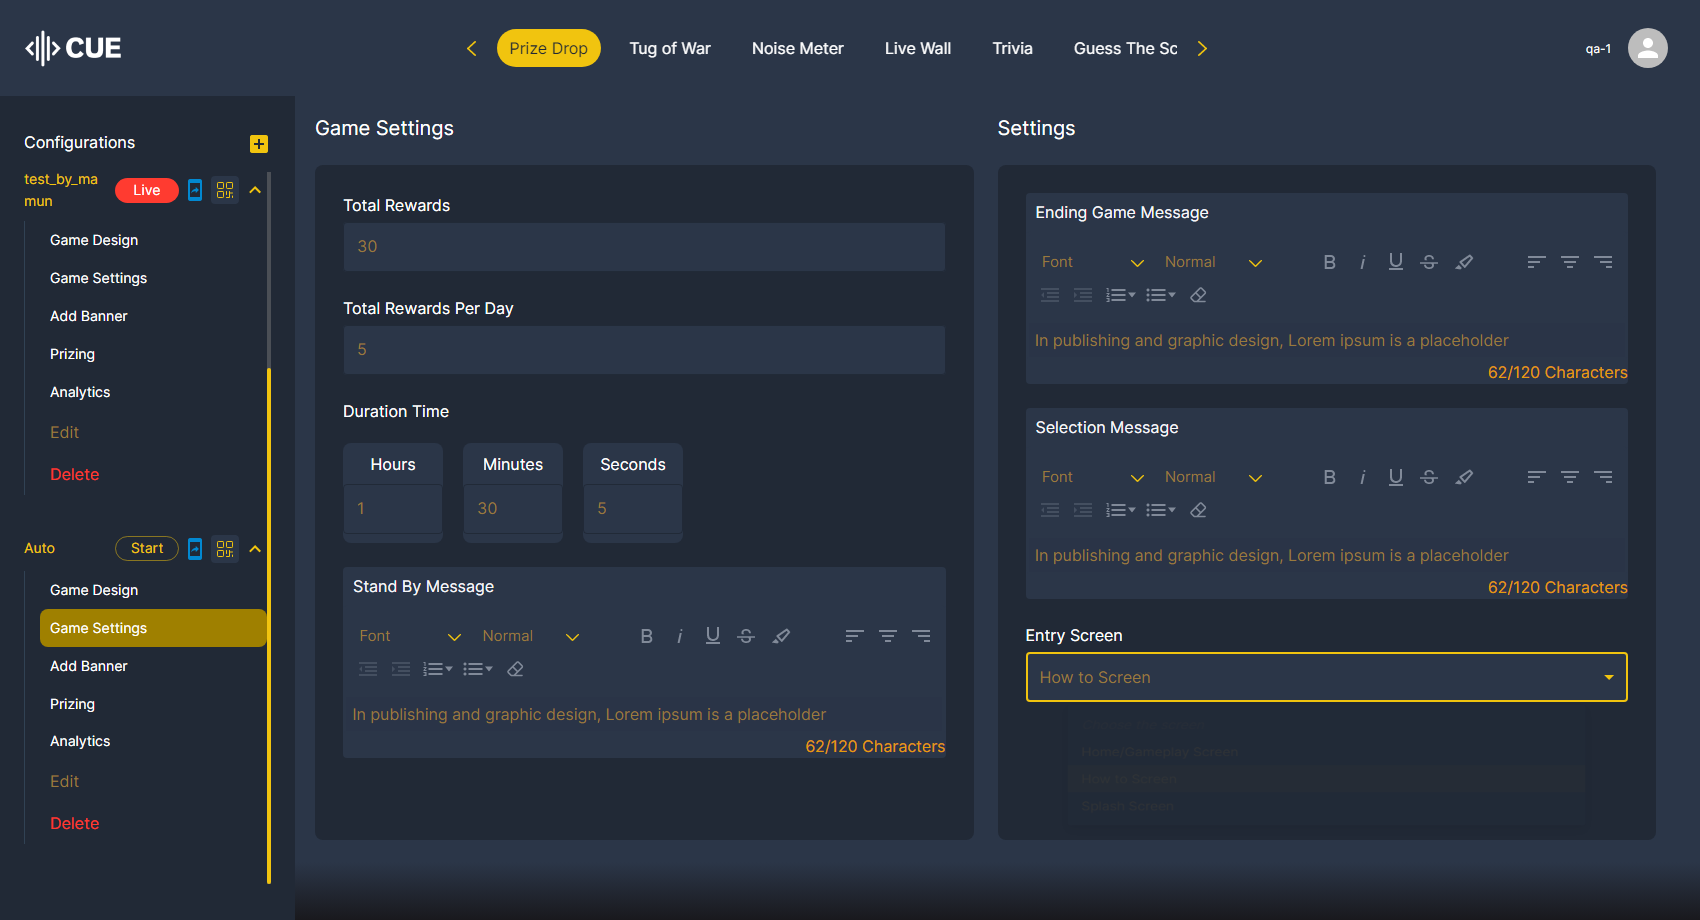 CUE
Prize Drop
Tug of War
Noise Meter
Live Wall
Trivia
Guess The Sc
qa-1
Configurations
test_by_ma
mun
Live
Game Design
Game Settings
Add Banner
Prizing
Analytics
Edit
Delete
Auto
Start
Game Design
Game Settings
Add Banner
Prizing
Analytics
Edit
Delete
Game Settings
Total Rewards
30
Total Rewards Per Day
5
Duration Time
Hours
Minutes
Seconds
1
30
5
Stand By Message
Font
Normal
In publishing and graphic design, Lorem ipsum is a placeholder
62/120 Characters
Settings
Ending Game Message
Font
Normal
In publishing and graphic design, Lorem ipsum is a placeholder
62/120 Characters
Selection Message
Font
Normal
In publishing and graphic design, Lorem ipsum is a placeholder
62/120 Characters
Entry Screen
How to Screen
Home/Gameplay Screen
How to Screen
Splash Screen